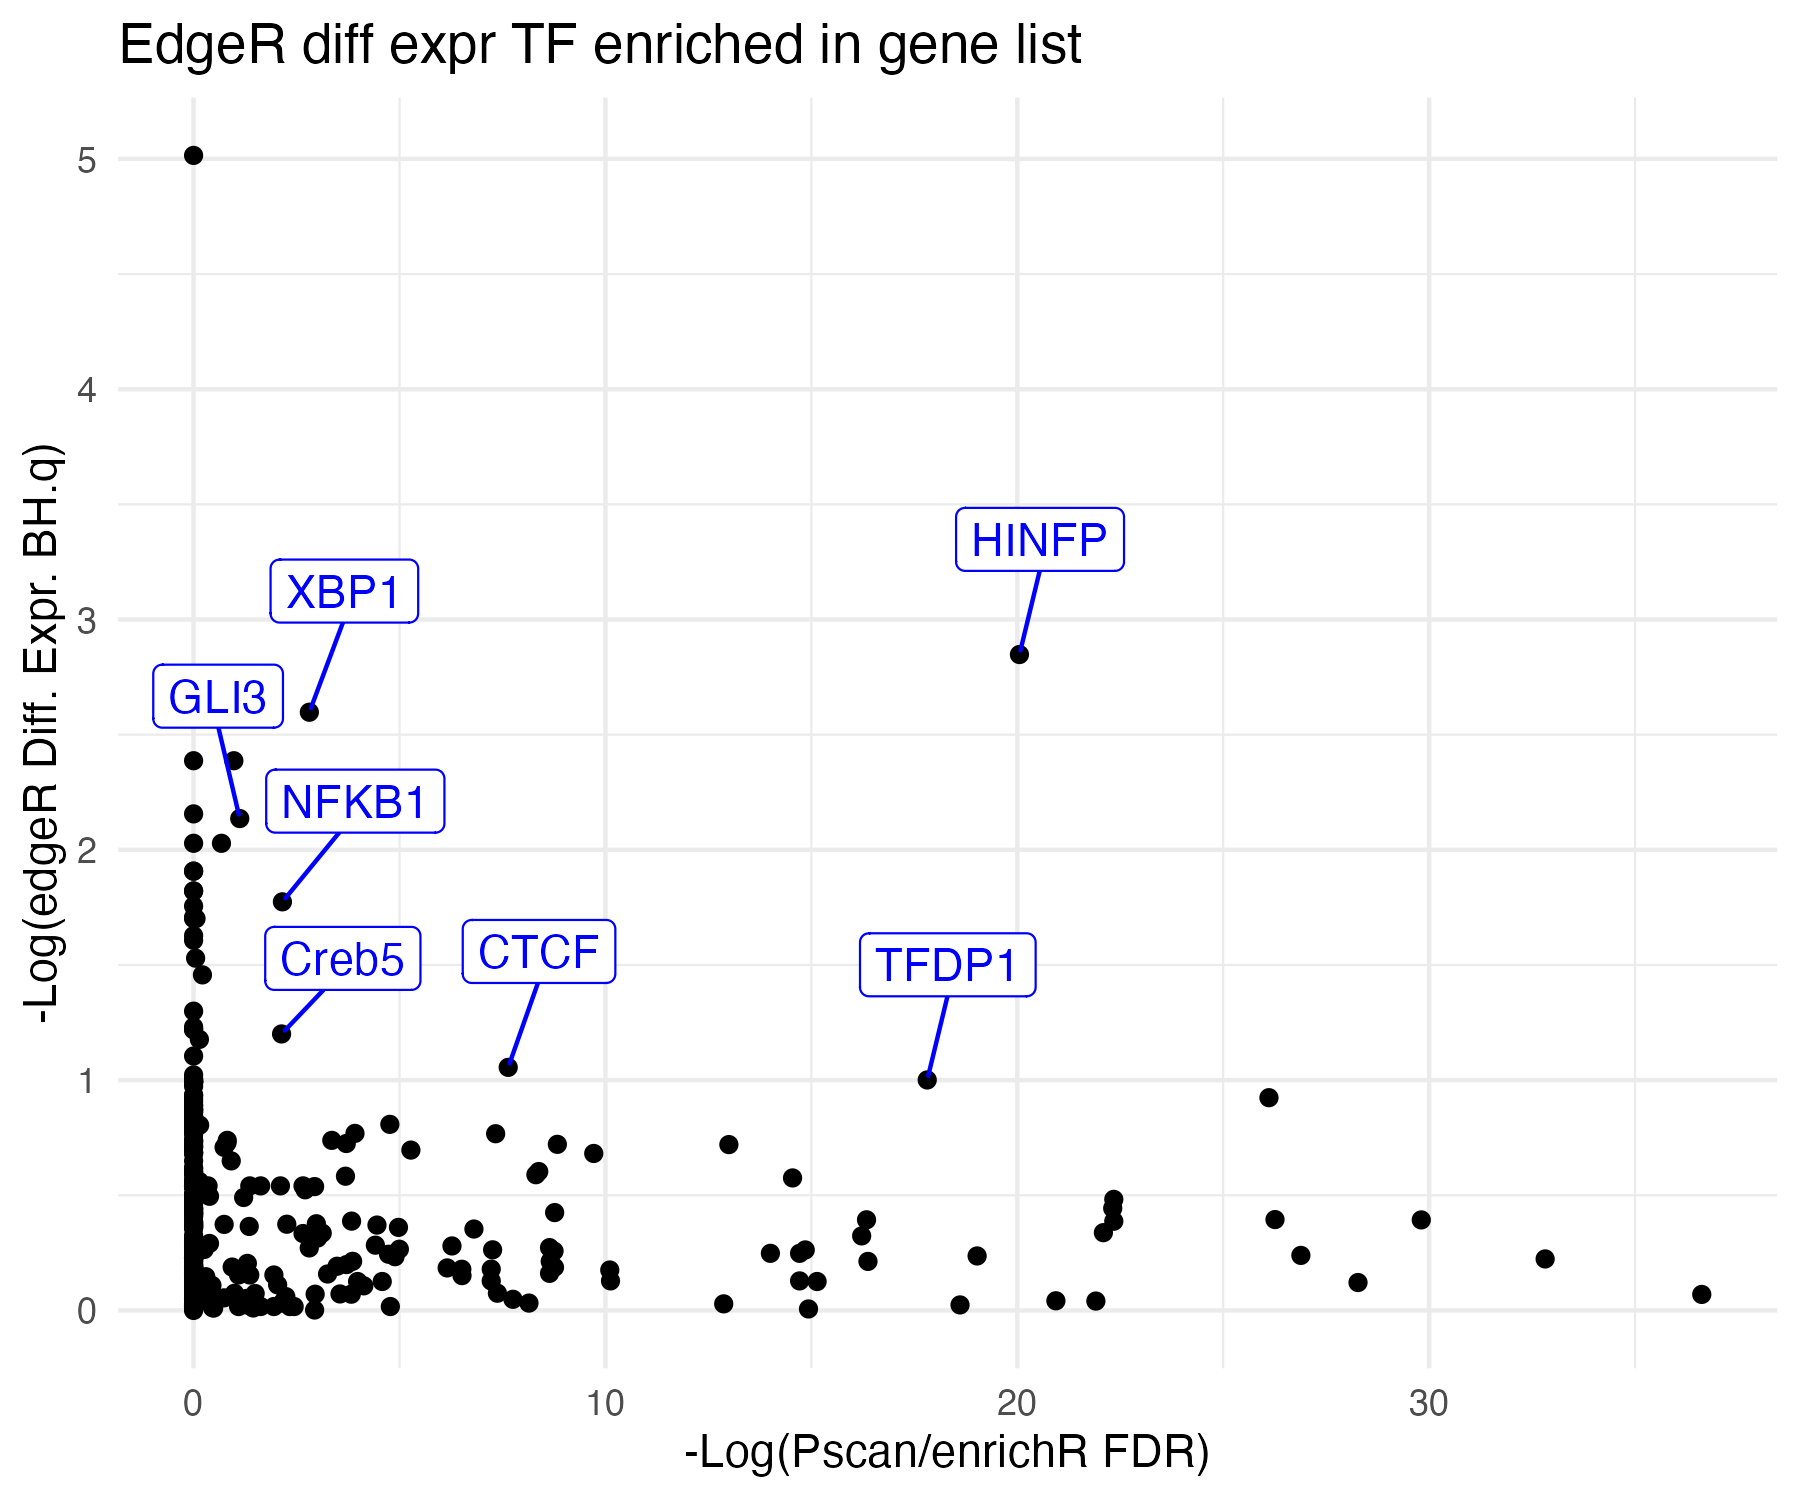 EdgeR diff expr TF enriched in gene list
-Log(edgeR Diff. Expr. BH.q)
5
4
3
2
1
0
HINFP
XBP1
GLI3
NFKB1
Creb5
CTCF
TFDP1
0
10
20
30
-Log(Pscan/enrichR FDR)